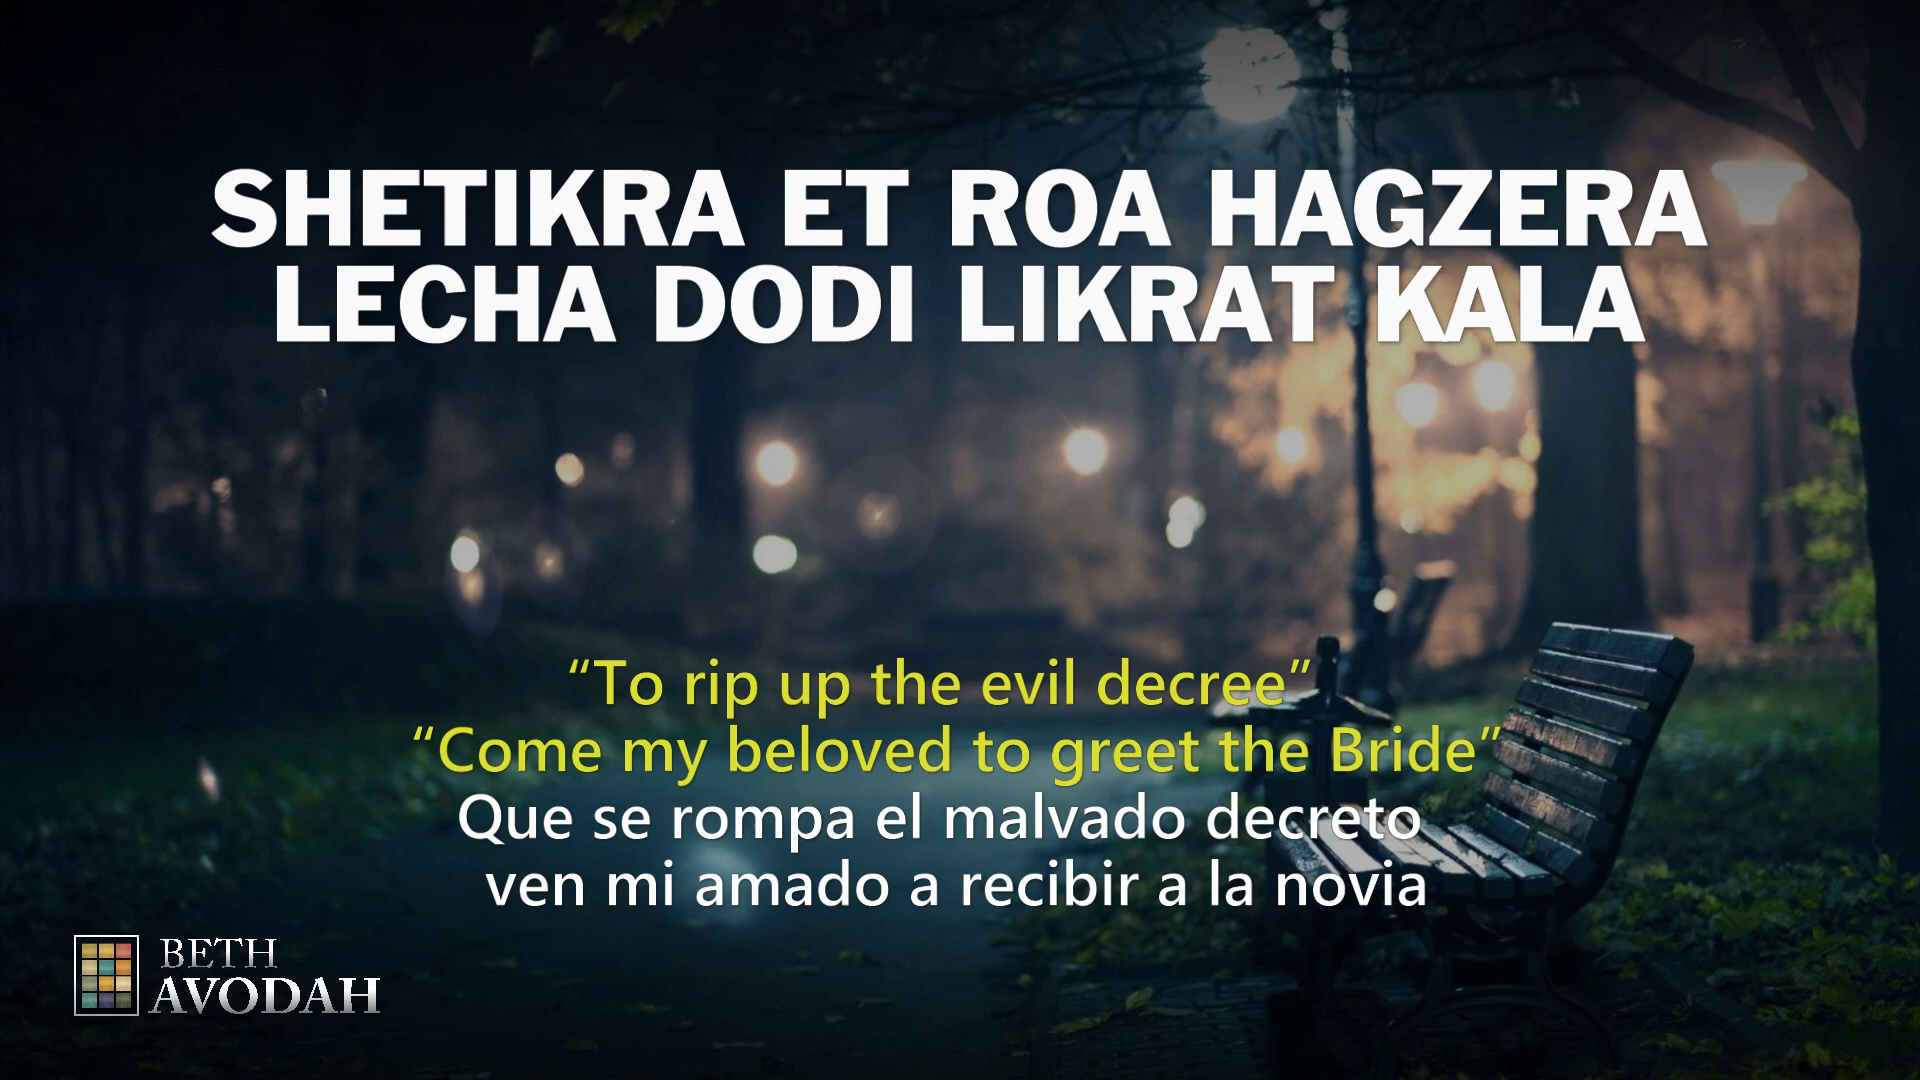 SHETIKRA ET ROA HAGZERA
LECHA DODI LIKRAT KALA
“To rip up the evil decree”
“Come my beloved to greet the Bride”
Que se rompa el malvado decreto
ven mi amado a recibir a la novia
BETH
AVODAH